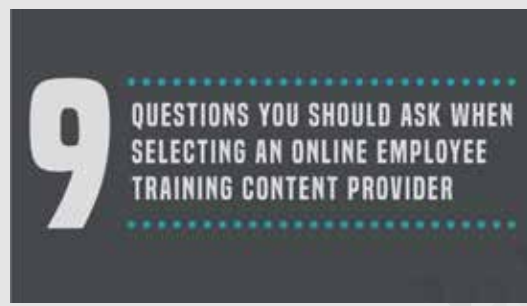 9
QUESTIONS YOU SHOULD ASK WHEN
SELECTING AN ONLINE EMPLOYEE
TRAINING CONTENT PROVIDER